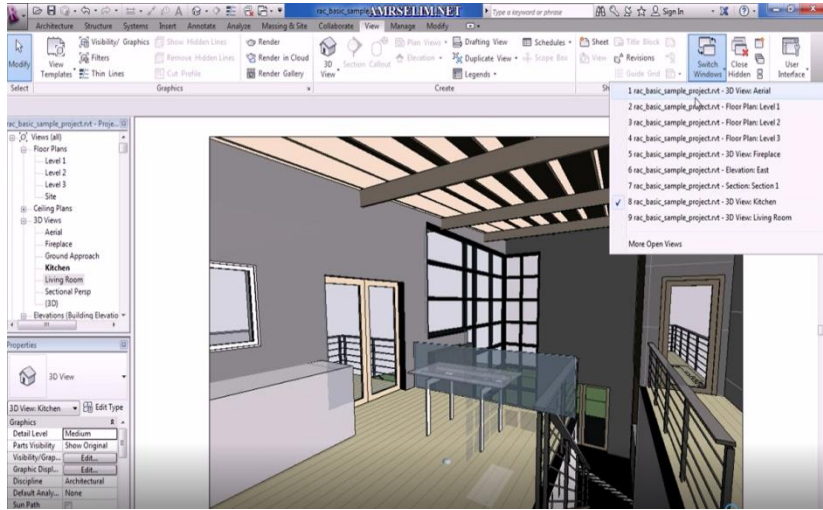 rac_basic_sample AMRSELIM.NET
Type a keyword or phrase
Sign In
Architecture Structure Systems Insert Annotate Analyze Massing & Site Collaborate View Manage Modify
Modify
View Templates
Visibility/ Graphics
Filters
Thin Lines
Show Hidden Lines
Remove Hidden Lines
Cut Profile
Render
Render in Cloud
Render Gallery
3D View
Section
Callout
Plan Views
Elevation
Drafting View
Duplicate View
Legends
Schedules
Scope Box
Sheet
View
Title Block
Revisions
Guide Grid
Switch Windows
Close Hidden
User Interface
Select
Graphics
Create
Sh
1 rac_basic_sample_project.rvt - 3D View: Aerial
2 rac_basic_sample_project.rvt - Floor Plan: Level 1
3 rac_basic_sample_project.rvt - Floor Plan: Level 2
4 rac_basic_sample_project.rvt - Floor Plan: Level 3
5 rac_basic_sample_project.rvt - 3D View: Fireplace
6 rac_basic_sample_project.rvt - Elevation: East
7 rac_basic_sample_project.rvt - Section: Section 1
8 rac_basic_sample_project.rvt - 3D View: Kitchen
9 rac_basic_sample_project.rvt - 3D View: Living Room
More Open Views
rac_basic_sample_project.rvt - Proje...
Views (all)
Floor Plans
Level 1
Level 2
Level 3
Site
Ceiling Plans
3D Views
Aerial
Fireplace
Ground Approach
Kitchen
Living Room
Sectional Persp
{3D}
Elevations (Building Elevatio
Properties
3D View
3D View: Kitchen
Edit Type
Graphics
Detail Level Medium
Parts Visibility Show Original
Visibility/Grap... Edit...
Graphic Displ... Edit...
Discipline Architectural
Default Analy... None
Sun Path